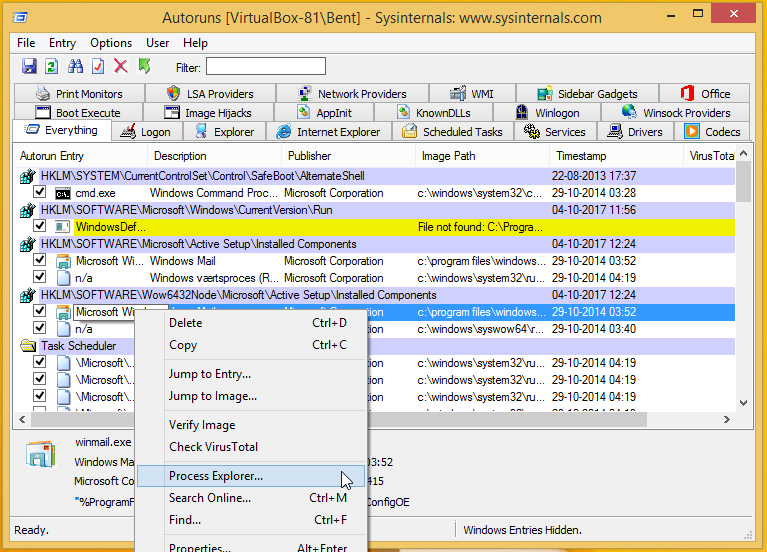 Autoruns [VirtualBox-81\Bent] - Sysinternals: www.sysinternals.com
File Entry Options User Help
Filter:
Print Monitors LSA Providers Network Providers WMI Sidebar Gadgets Office
Boot Execute Image Hijacks AppInit KnownDLLs Winlogon Winsock Providers
Everything Logon Explorer Internet Explorer Scheduled Tasks Services Drivers Codecs
Autorun Entry Description Publisher Image Path Timestamp VirusTotal
HKLM\SYSTEM\CurrentControlSet\Control\SafeBoot\AlternateShell 22-08-2013 17:37
cmd.exe Windows Command Proc... Microsoft Corporation c:\windows\system32\c... 29-10-2014 03:28
HKLM\SOFTWARE\Microsoft\Windows\CurrentVersion\Run 04-10-2017 11:56
WindowsDef... File not found: C:\Progra...
HKLM\SOFTWARE\Microsoft\Active Setup\Installed Components 04-10-2017 12:24
Microsoft Wi... Windows Mail Microsoft Corporation c:\program files\windows... 29-10-2014 03:52
n/a Windows værtsproces (R... Microsoft Corporation c:\windows\system32\ru... 29-10-2014 04:19
HKLM\SOFTWARE\Wow6432Node\Microsoft\Active Setup\Installed Components 04-10-2017 12:24
Microsoft c:\program files\windows... 29-10-2014 03:52
n/a c:\windows\syswow64\r... 29-10-2014 03:40
Task Scheduler
\Microsoft\... c:\windows\system32\ru... 29-10-2014 04:19
\Microsoft\... c:\windows\system32\ru... 29-10-2014 04:19
\Microsoft\... c:\windows\system32\ru... 29-10-2014 04:19
Delete Ctrl+D
Copy Ctrl+C
Jump to Entry...
Jump to Image...
Verify Image
Check VirusTotal
Process Explorer...
Search Online... Ctrl+M
Find... Ctrl+F
Properties... Alt+Enter
winmail.exe
Windows Ma 03:52
Microsoft Co 415
"%ProgramF ConfigOE
Ready. Windows Entries Hidden.